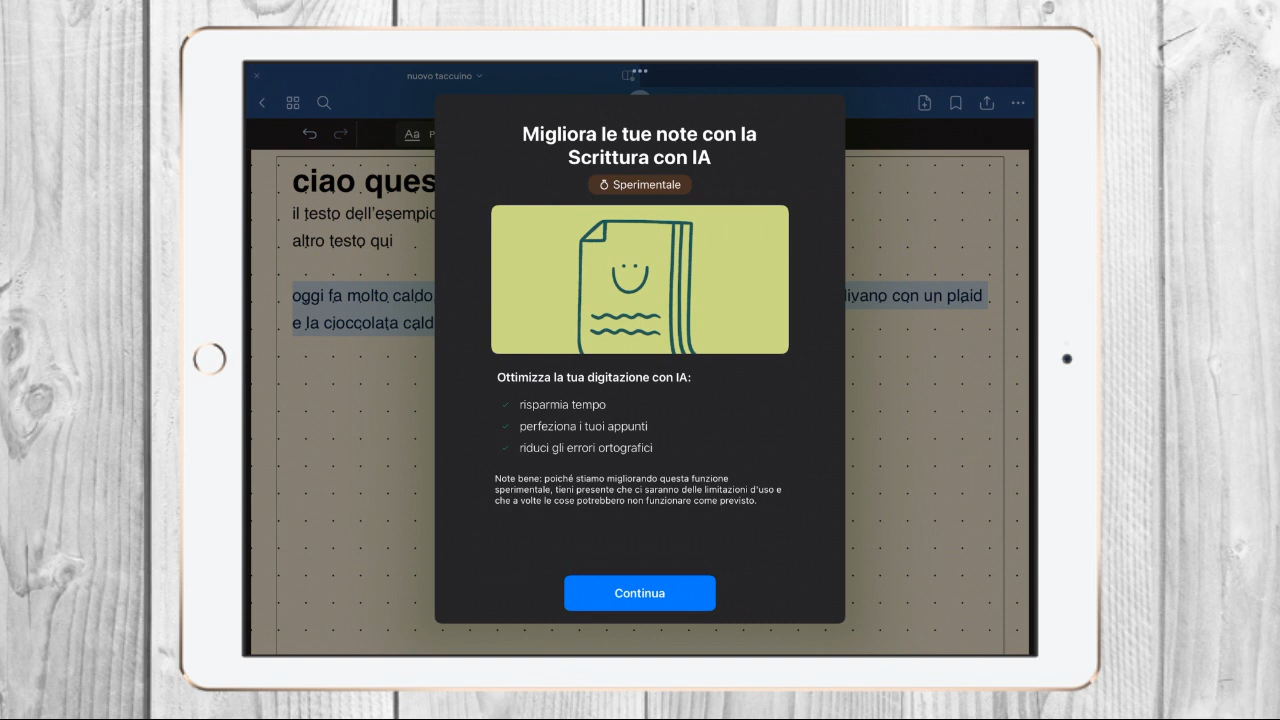 nuovo taccuino
Aa
Migliora le tue note con la
Scrittura con IA
Sperimentale
ciao ques
il testo dell'esempio
altro testo qui
oggi fa molto caldo
livano con un plaid
e la cioccolata cald
Ottimizza la tua digitazione con IA:
risparmia tempo
perfeziona i tuoi appunti
riduci gli errori ortografici
Note bene: poiché stiamo migliorando questa funzione
sperimentale, tieni presente che ci saranno delle limitazioni d'uso e
che a volte le cose potrebbero non funzionare come previsto.
Continua